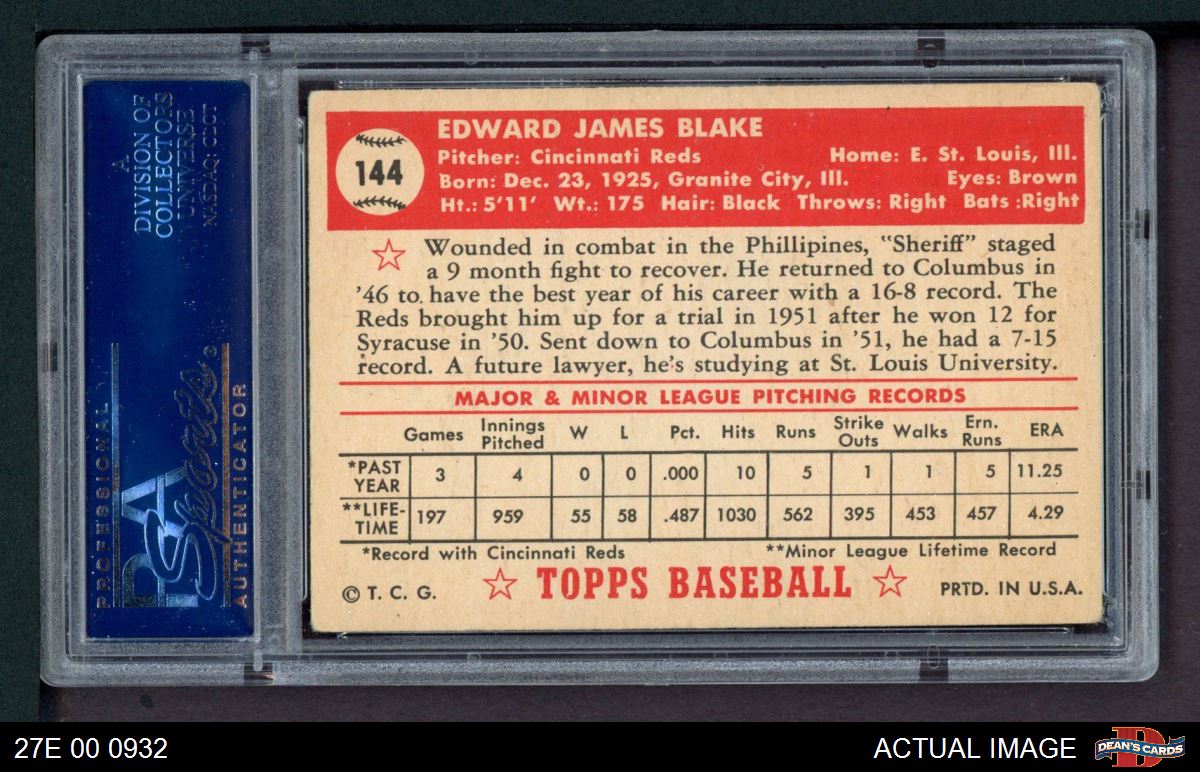 A
DIVISION OF
COLLECTORS
UNIVERSE
NASDAQ: CLCT
PROFESSIONAL
PSA
Sports
AUTHENTICATOR
144
EDWARD JAMES BLAKE
Pitcher: Cincinnati Reds Home: E. St. Louis, Ill.
Born: Dec. 23, 1925, Granite City, Ill. Eyes: Brown
Ht.: 5'11' Wt.: 175 Hair: Black Throws: Right Bats :Right
Wounded in combat in the Phillipines, "Sheriff" staged
a 9 month fight to recover. He returned to Columbus in
'46 to have the best year of his career with a 16-8 record. The
Reds brought him up for a trial in 1951 after he won 12 for
Syracuse in '50. Sent down to Columbus in '51, he had a 7-15
record. A future lawyer, he's studying at St. Louis University.
MAJOR & MINOR LEAGUE PITCHING RECORDS
Games Innings Pitched W L Pct. Hits Runs Strike Outs Walks Ern. Runs ERA
*PAST YEAR 3 4 0 0 .000 10 5 1 1 5 11.25
**LIFE-TIME 197 959 55 58 .487 1030 562 395 453 457 4.29
*Record with Cincinnati Reds **Minor League Lifetime Record
© T. C. G. TOPPS BASEBALL PRTD. IN U.S.A.
27E 00 0932 ACTUAL IMAGE
D
DEAN'S CARDS